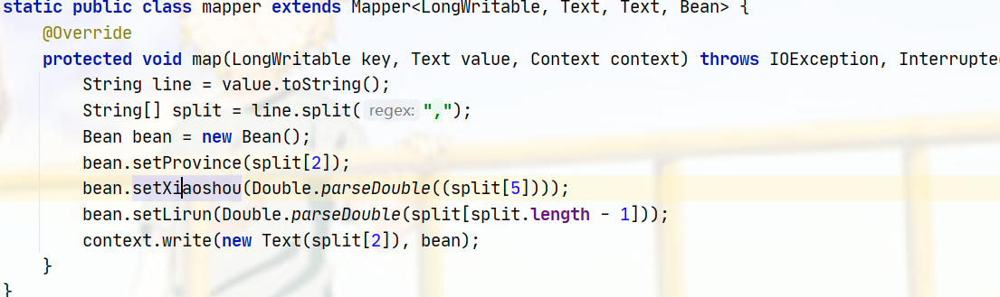 static public class mapper extends Mapper<LongWritable, Text, Text, Bean> {
@Override
protected void map(LongWritable key, Text value, Context context) throws IOException,
String line = value.toString();
String[] split = line.split( regex: ",");
Bean bean = new Bean();
bean.setProvince(split[2]);
bean.setXiaoshou(Double.parseDouble((split[5])));
bean.setLirun(Double.parseDouble(split[split.length - 1]));
context.write(new Text(split[2]), bean);
}
}